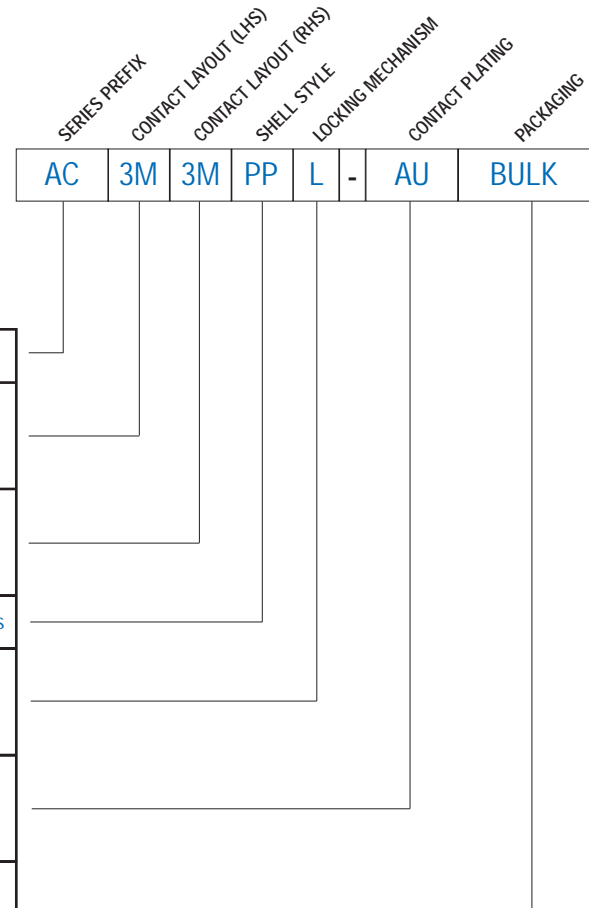 SERIES PREFIX
CONTACT LAYOUT (LHS)
CONTACT LAYOUT (RHS)
SHELL STYLE
LOCKING MECHANISM
CONTACT PLATING
PACKAGING
AC 3M 3M PP L - AU BULK
s